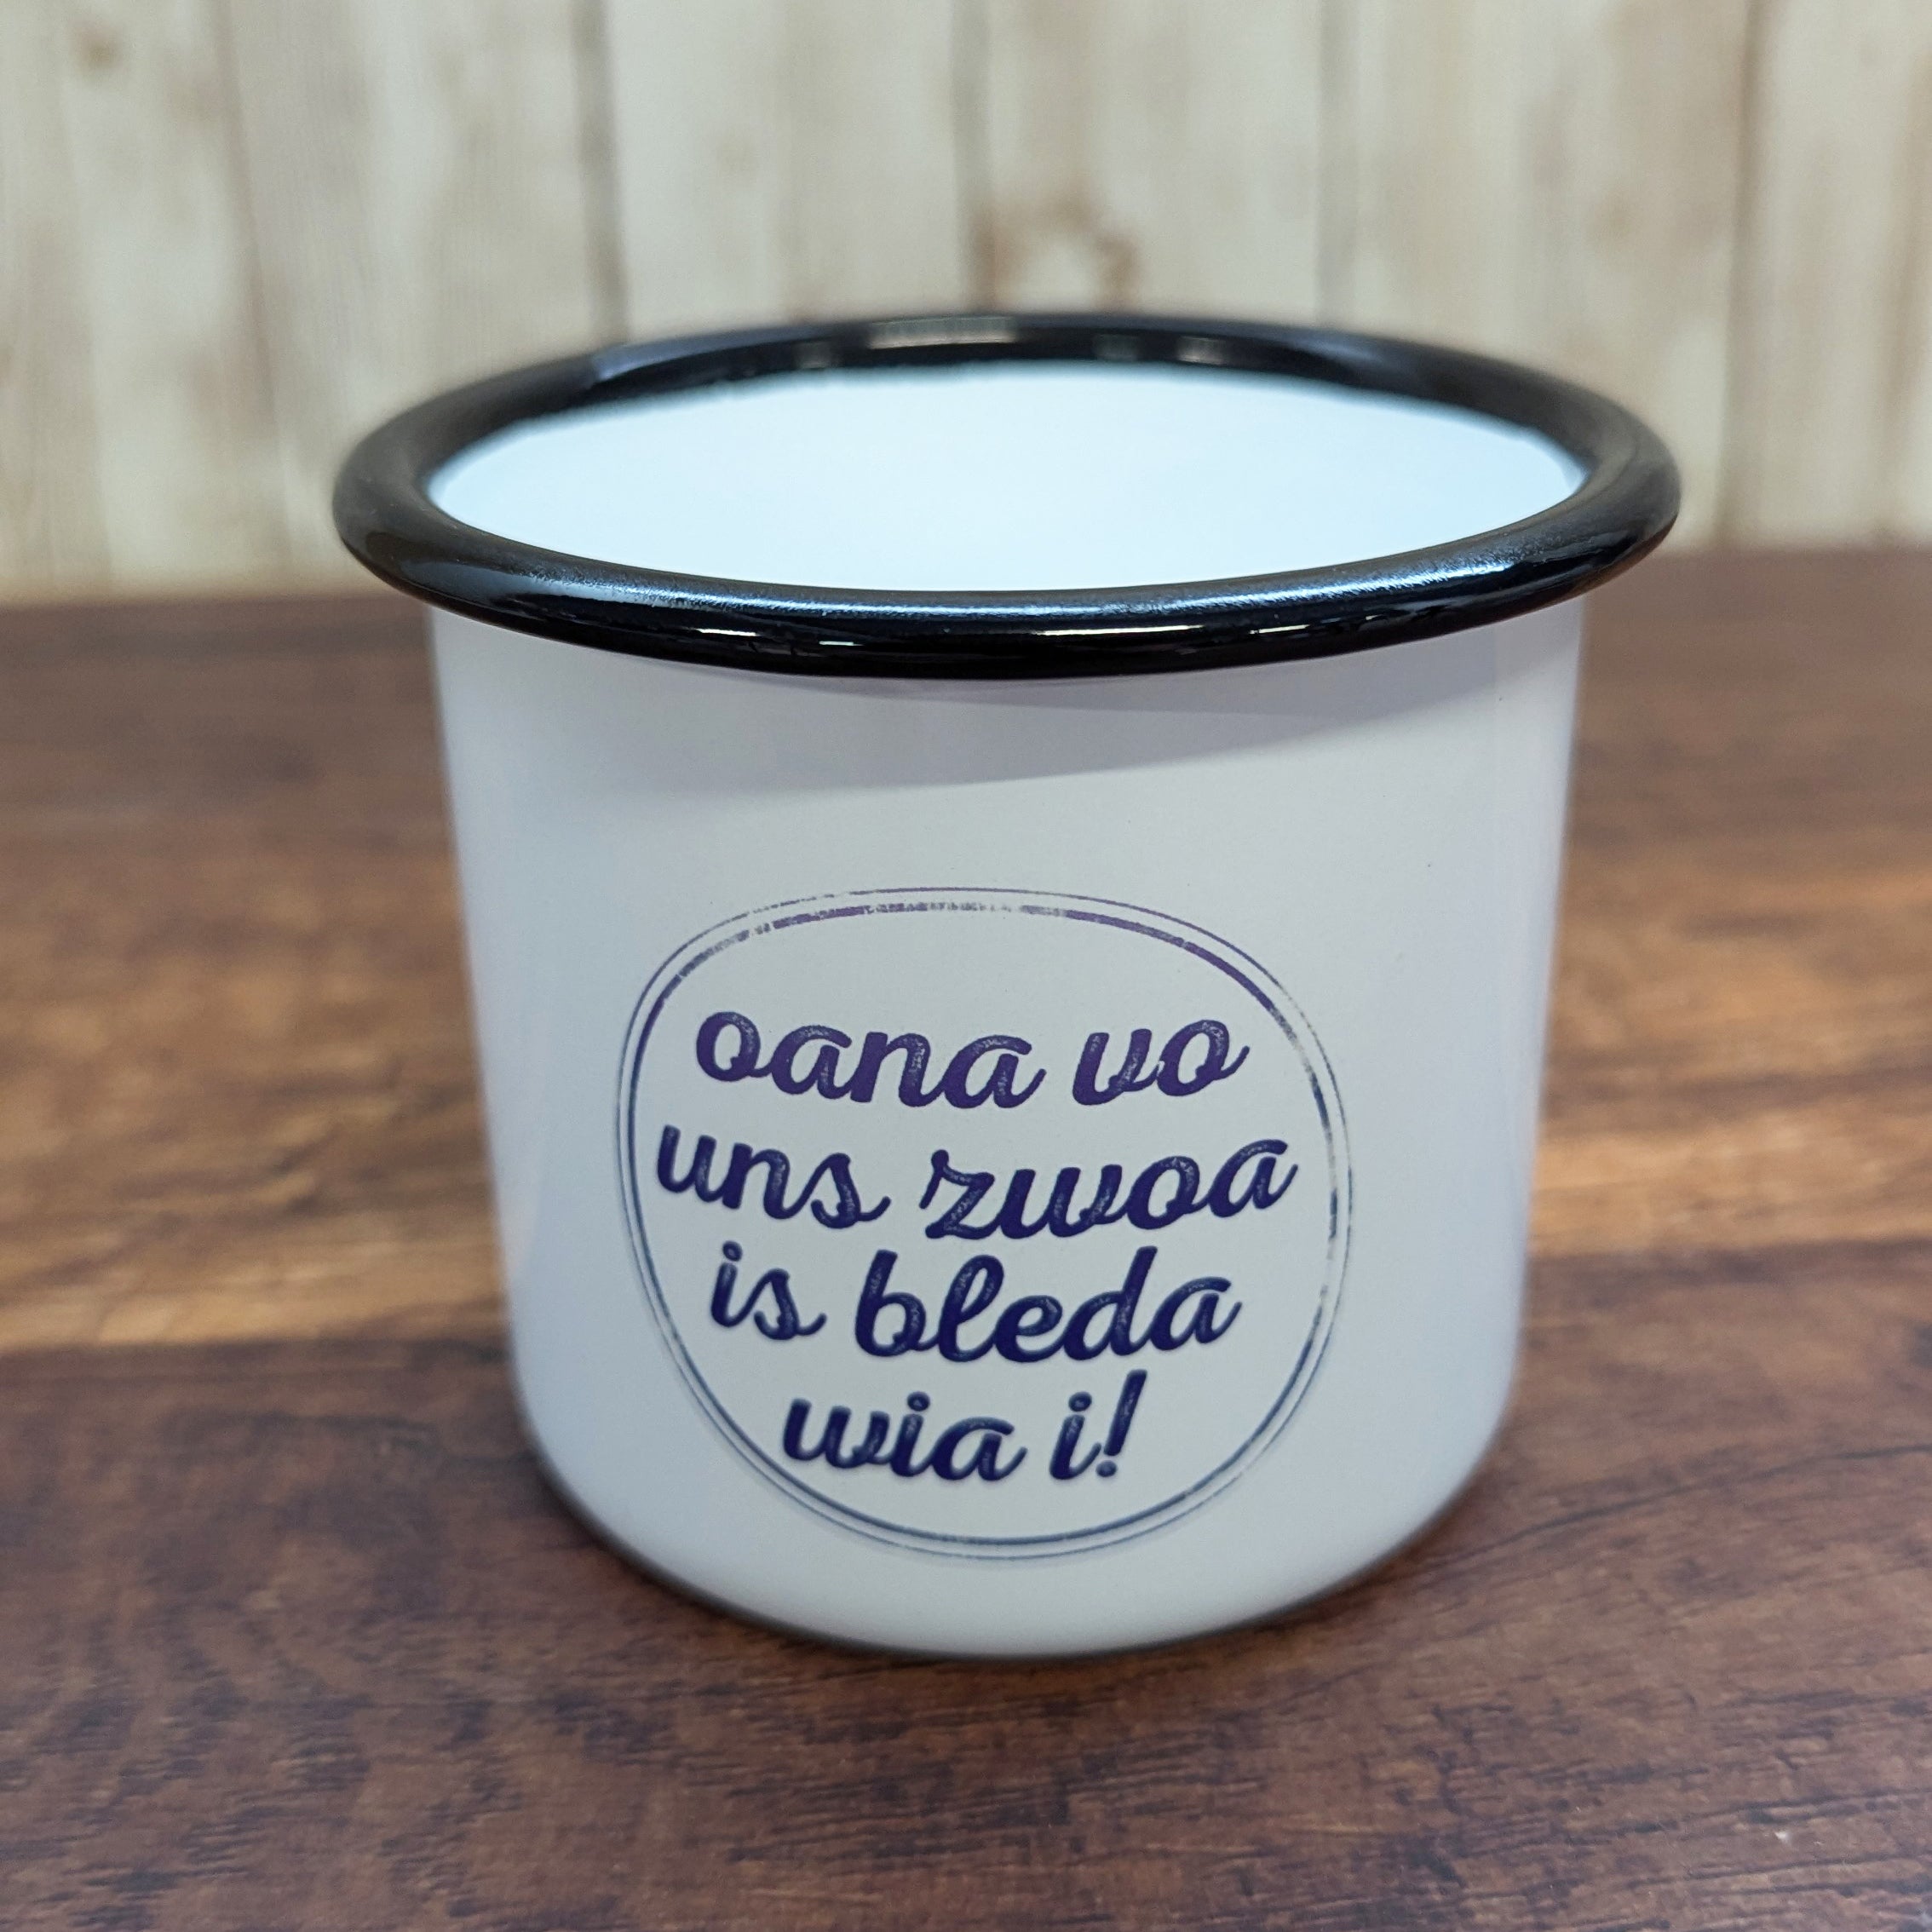 oana vo
uns zwoa
is bleda
wia i!